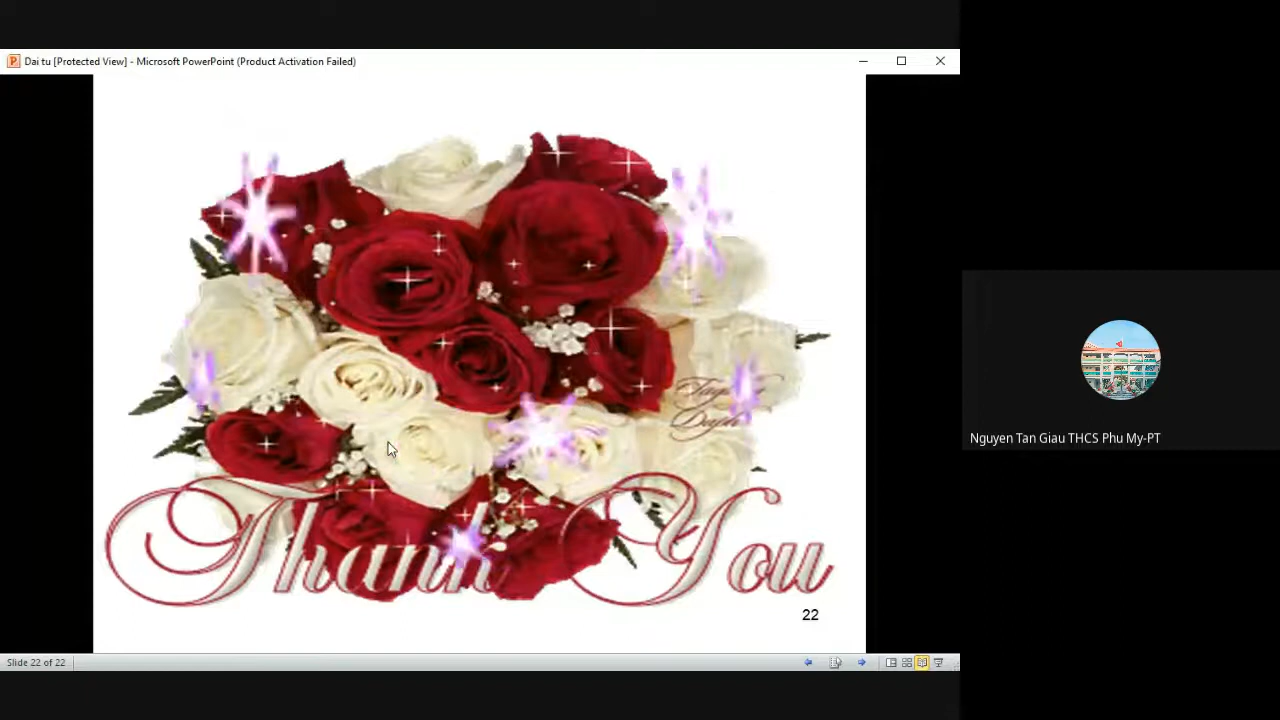 Dai tu [Protected View] - Microsoft PowerPoint (Product Activation Failed)
Thank You
22
Slide 22 of 22
Nguyen Tan Giau THCS Phu My-PT